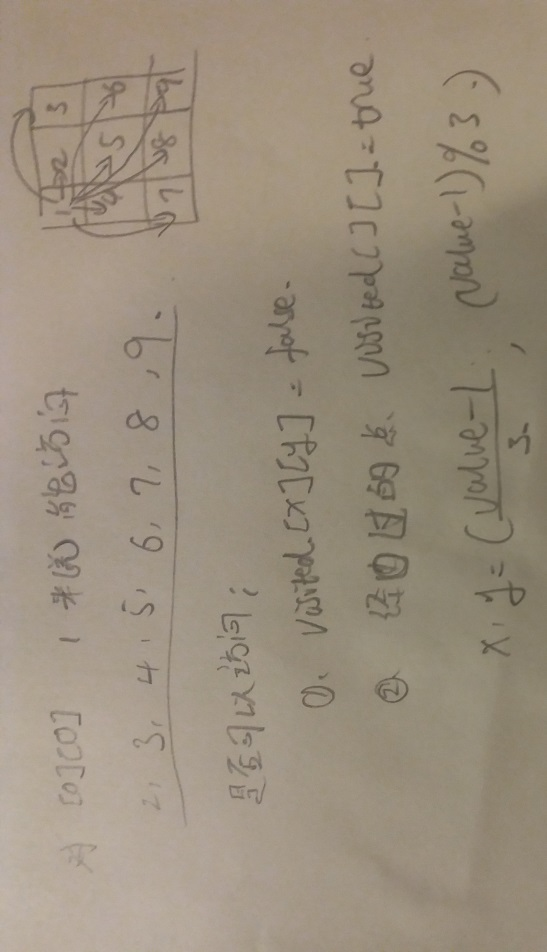 1 2 3
4 5 6
7 8 9
对 [0][0] 1 来说 能访问
2, 3, 4, 5, 6, 7, 8, 9.
是否可以访问;
①. visited.[x][y] = false.
② 经过的点、visited[][]=true
x, y = (value-1 / 3, (value-1)%3.)